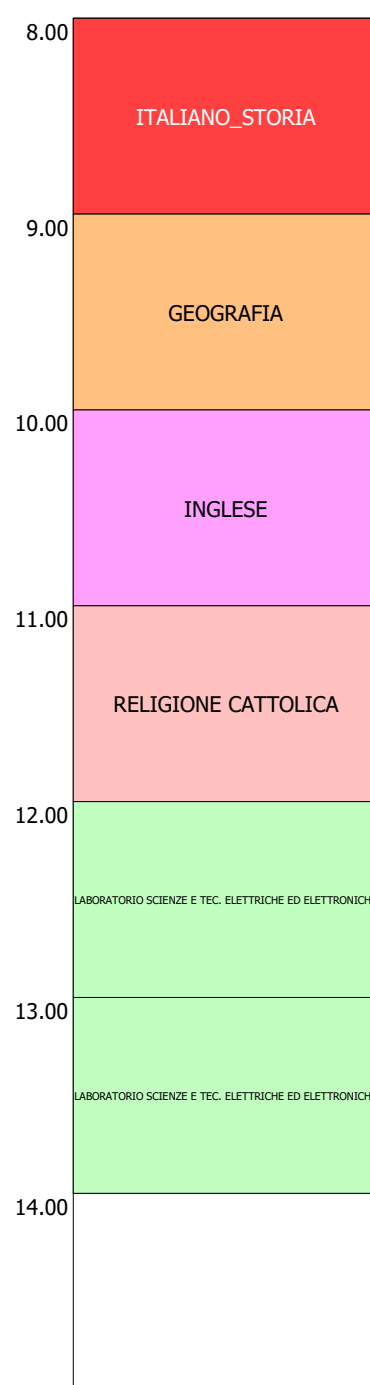 8.00
ITALIANO_STORIA
9.00
GEOGRAFIA
10.00
INGLESE
11.00
RELIGIONE CATTOLICA
12.00
LABORATORIO SCIENZE E TEC. ELETTRICHE ED ELETTRONICH
13.00
LABORATORIO SCIENZE E TEC. ELETTRICHE ED ELETTRONICH
14.00